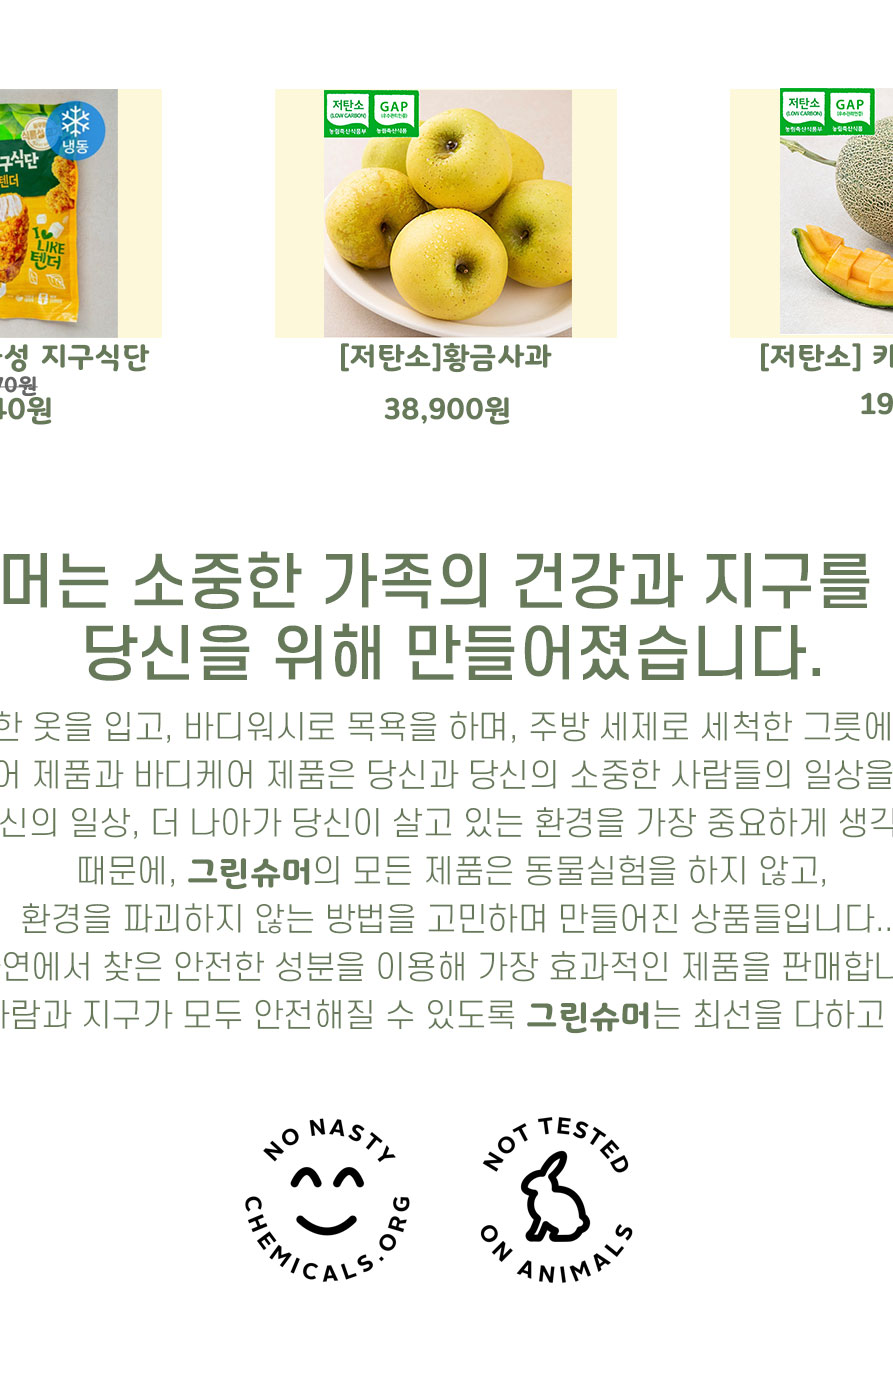 냉동
구식단
텐더
I
LIKE
텐더
저탄소
(LOW CARBON)
농림축산식품부
GAP
(우수관리인증)
농림축산식품
저탄소
(LOW CARBON)
농림축산식품부
GAP
(우수관리인증)
농림축산식품
성 지구식단
70원
40원
[저탄소]황금사과
38,900원
[저탄소] 카
19
머는 소중한 가족의 건강과 지구를
당신을 위해 만들어졌습니다.
한 옷을 입고, 바디워시로 목욕을 하며, 주방 세제로 세척한 그릇에
어 제품과 바디케어 제품은 당신과 당신의 소중한 사람들의 일상을
신의 일상, 더 나아가 당신이 살고 있는 환경을 가장 중요하게 생각
때문에, 그린슈머의 모든 제품은 동물실험을 하지 않고,
환경을 파괴하지 않는 방법을 고민하며 만들어진 상품들입니다..
연에서 찾은 안전한 성분을 이용해 가장 효과적인 제품을 판매합니
사람과 지구가 모두 안전해질 수 있도록 그린슈머는 최선을 다하고
NO NASTY
CHEMICALS.ORG
NOT TESTED
ON ANIMALS